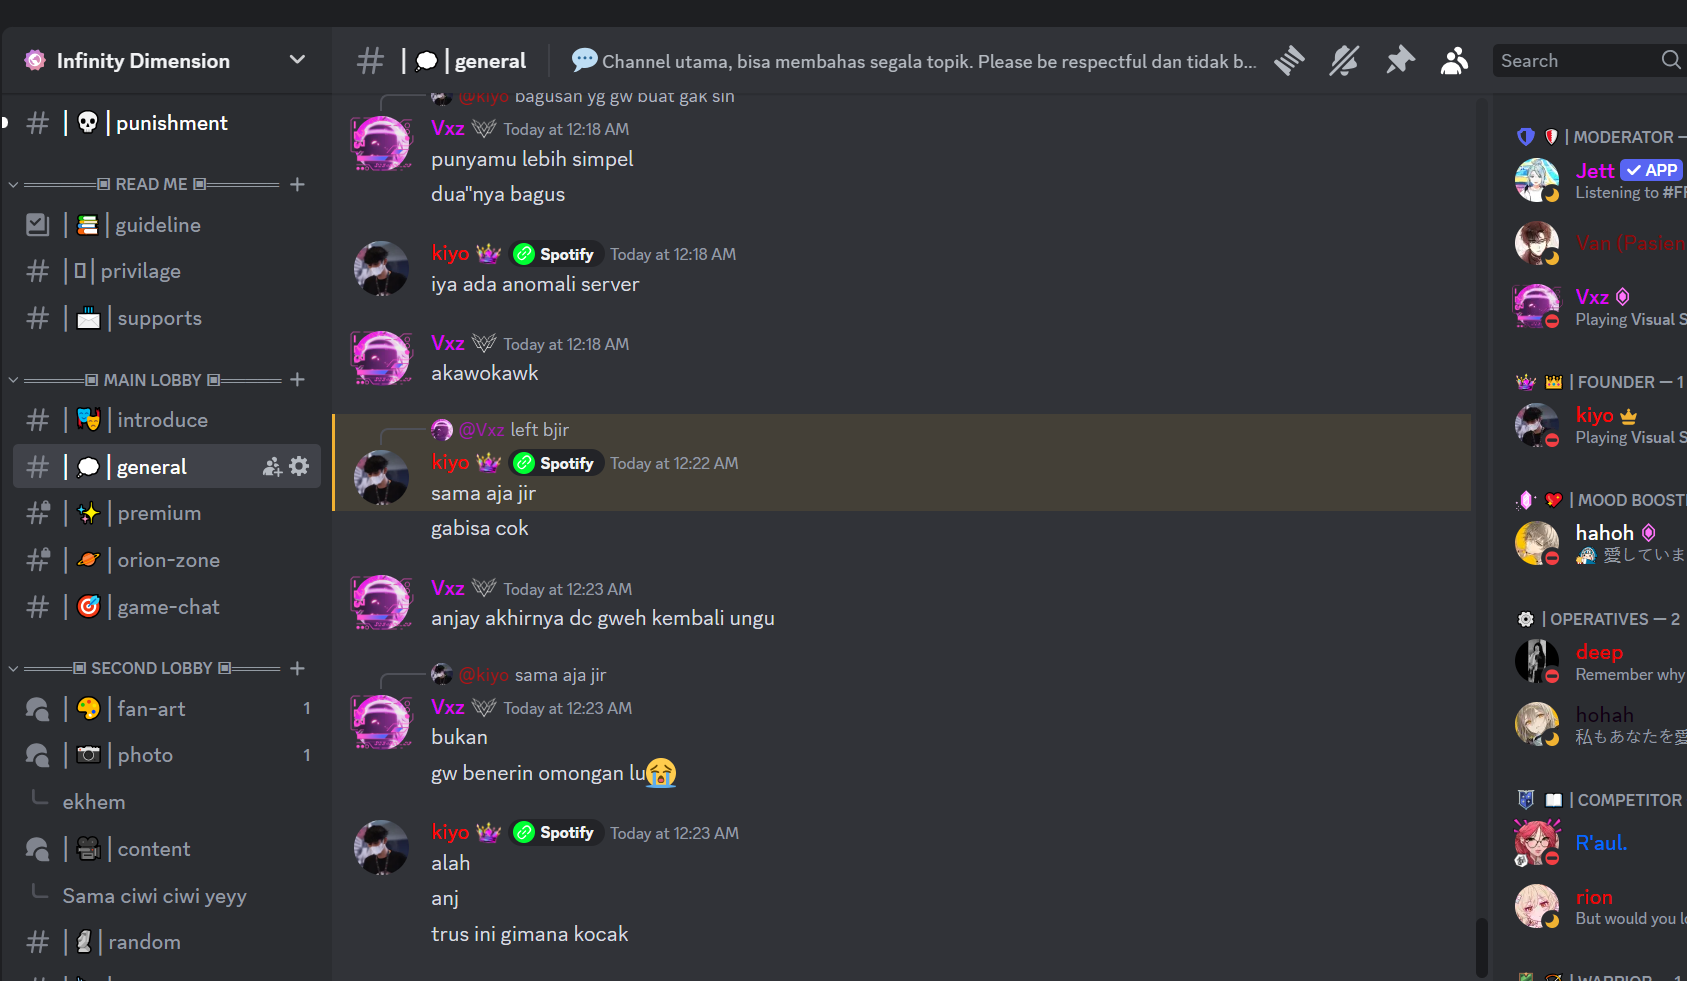 Infinity Dimension
| general
Channel utama, bisa membahas segala topik. Please be respectful dan tidak b...
Search
| | punishment
READ ME
| | guideline
| | privilage
| | supports
MAIN LOBBY
| | introduce
| | general
| | premium
| | orion-zone
| | game-chat
SECOND LOBBY
| | fan-art 1
| | photo 1
ekhem
| | content
Sama ciwi ciwi yeyy
| | random
@kiyo bagusan yg gw buat gak sih
Vxz Today at 12:18 AM
punyamu lebih simpel
dua"nya bagus
kiyo Spotify Today at 12:18 AM
iya ada anomali server
Vxz Today at 12:18 AM
akawokawk
@Vxz left bjir
kiyo Spotify Today at 12:22 AM
sama aja jir
gabisa cok
Vxz Today at 12:23 AM
anjay akhirnya dc gweh kembali ungu
@kiyo sama aja jir
Vxz Today at 12:23 AM
bukan
gw benerin omongan lu
kiyo Spotify Today at 12:23 AM
alah
anj
trus ini gimana kocak
| MODERATOR —
Jett APP
Listening to #FF
Van (Pasien
Vxz
Playing Visual S
| FOUNDER — 1
kiyo
Playing Visual S
| MOOD BOOST
hahoh
愛していま
| OPERATIVES — 2
deep
Remember why
hohah
私もあなたを愛
| COMPETITOR
R'aul.
rion
But would you lo
| WARRIOR — 1